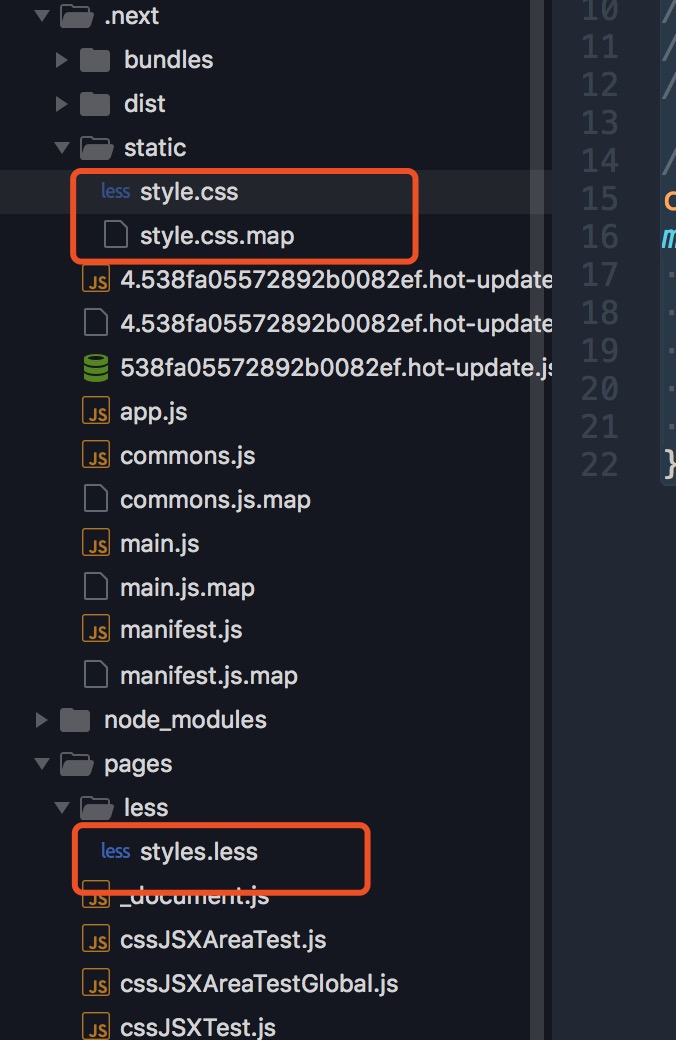 .next
bundles
dist
static
less style.css
style.css.map
JS 4.538fa05572892b0082ef.hot-update
4.538fa05572892b0082ef.hot-update
538fa05572892b0082ef.hot-update.js
JS app.js
JS commons.js
commons.js.map
JS main.js
main.js.map
JS manifest.js
manifest.js.map
node_modules
pages
less
less styles.less
JS _document.js
JS cssJSXAreaTest.js
JS cssJSXAreaTestGlobal.js
JS cssJSXTest.js
10 /
11 /
12 /
13
14 /
15 c
16 m
17
18
19
20
21
22 }